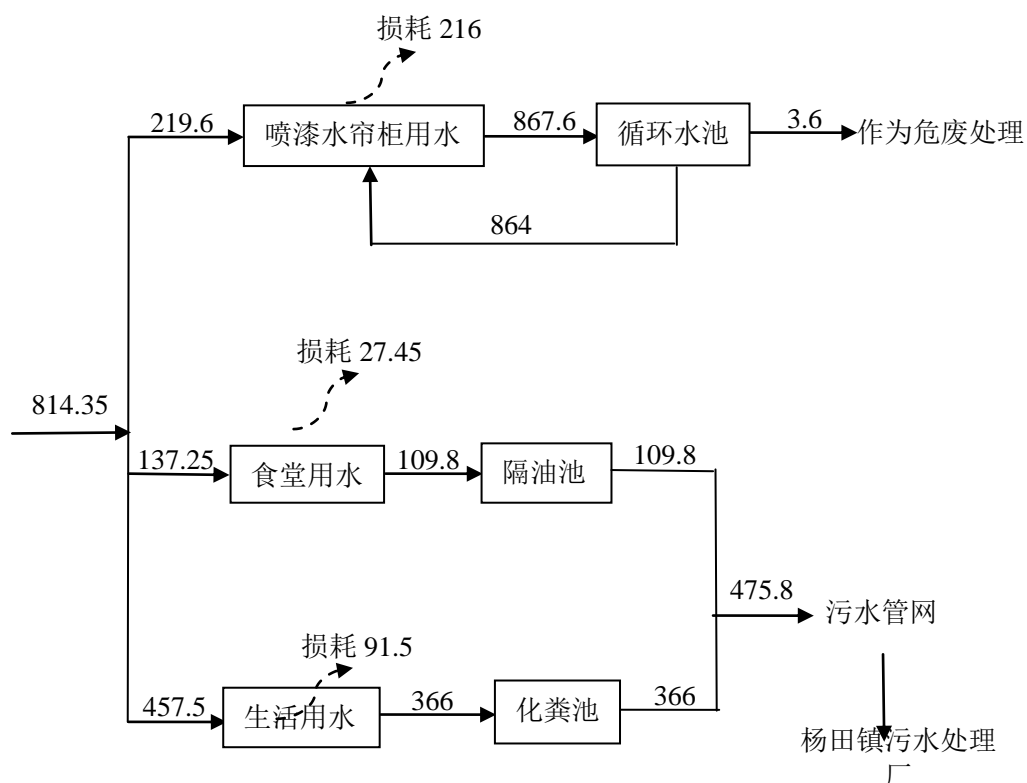 损耗 216
219.6
喷漆水帘柜用水
867.6
循环水池
3.6
作为危废处理
864
损耗 27.45
814.35
137.25
食堂用水
109.8
隔油池
109.8
475.8
污水管网
损耗 91.5
457.5
生活用水
366
化粪池
366
杨田镇污水处理
厂